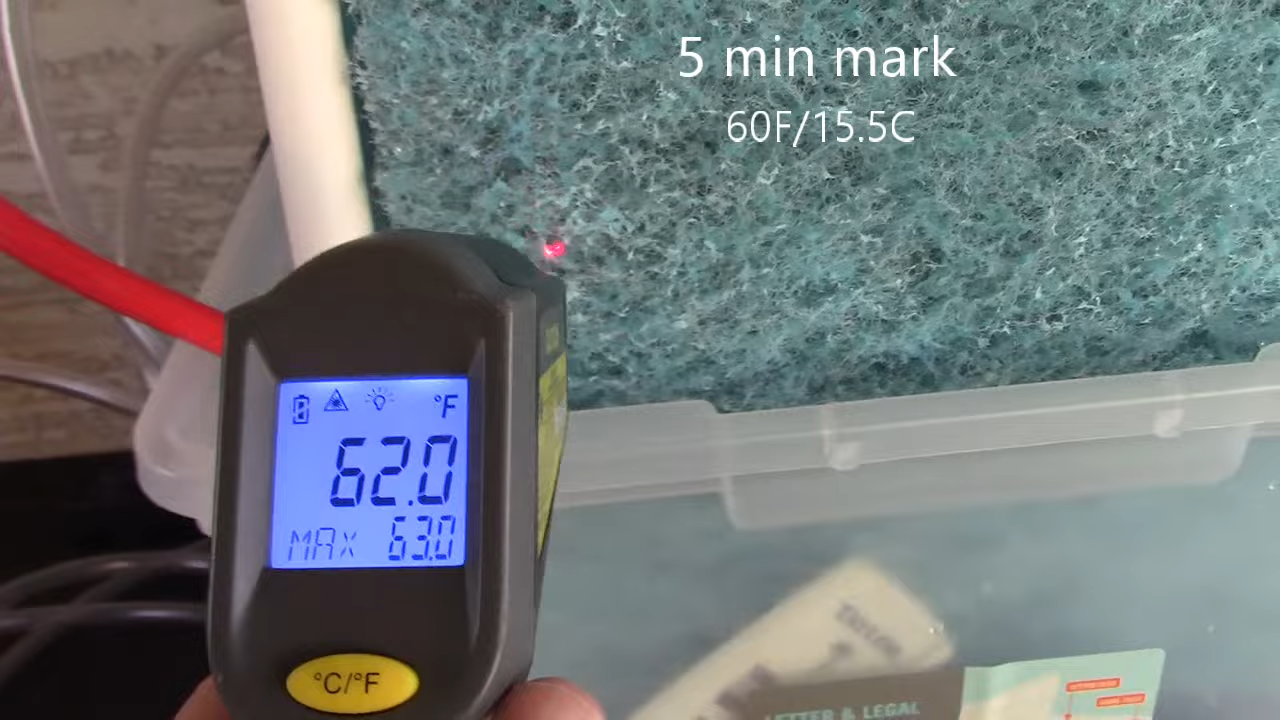 5 min mark
60F/15.5C
°F
62.0
MAX 63.0
°C/°F
LETTER & LEGAL